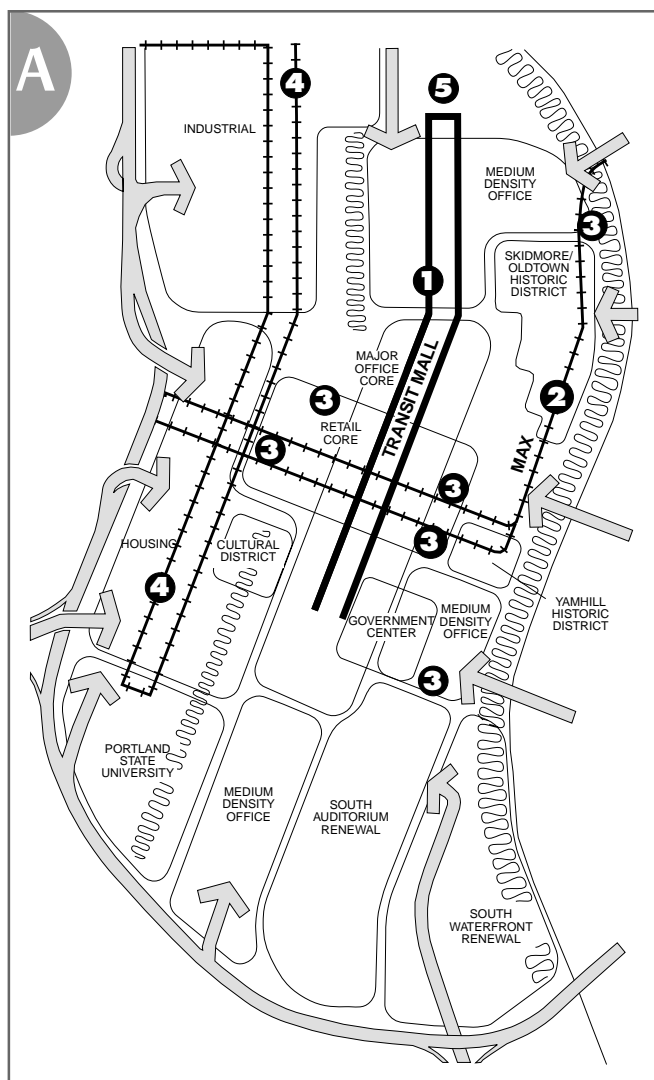 A
4
5
INDUSTRIAL
MEDIUM
DENSITY
OFFICE
3
SKIDMORE/
OLDTOWN
HISTORIC
DISTRICT
1
MAJOR
OFFICE
CORE
TRANSIT MALL
3
2
RETAIL
CORE
3
MAX
3
3
HOUSING
CULTURAL
DISTRICT
4
GOVERNMENT
CENTER
MEDIUM
DENSITY
OFFICE
YAMHILL
HISTORIC
DISTRICT
3
PORTLAND
STATE
UNIVERSITY
MEDIUM
DENSITY
OFFICE
SOUTH
AUDITORIUM
RENEWAL
SOUTH
WATERFRONT
RENEWAL